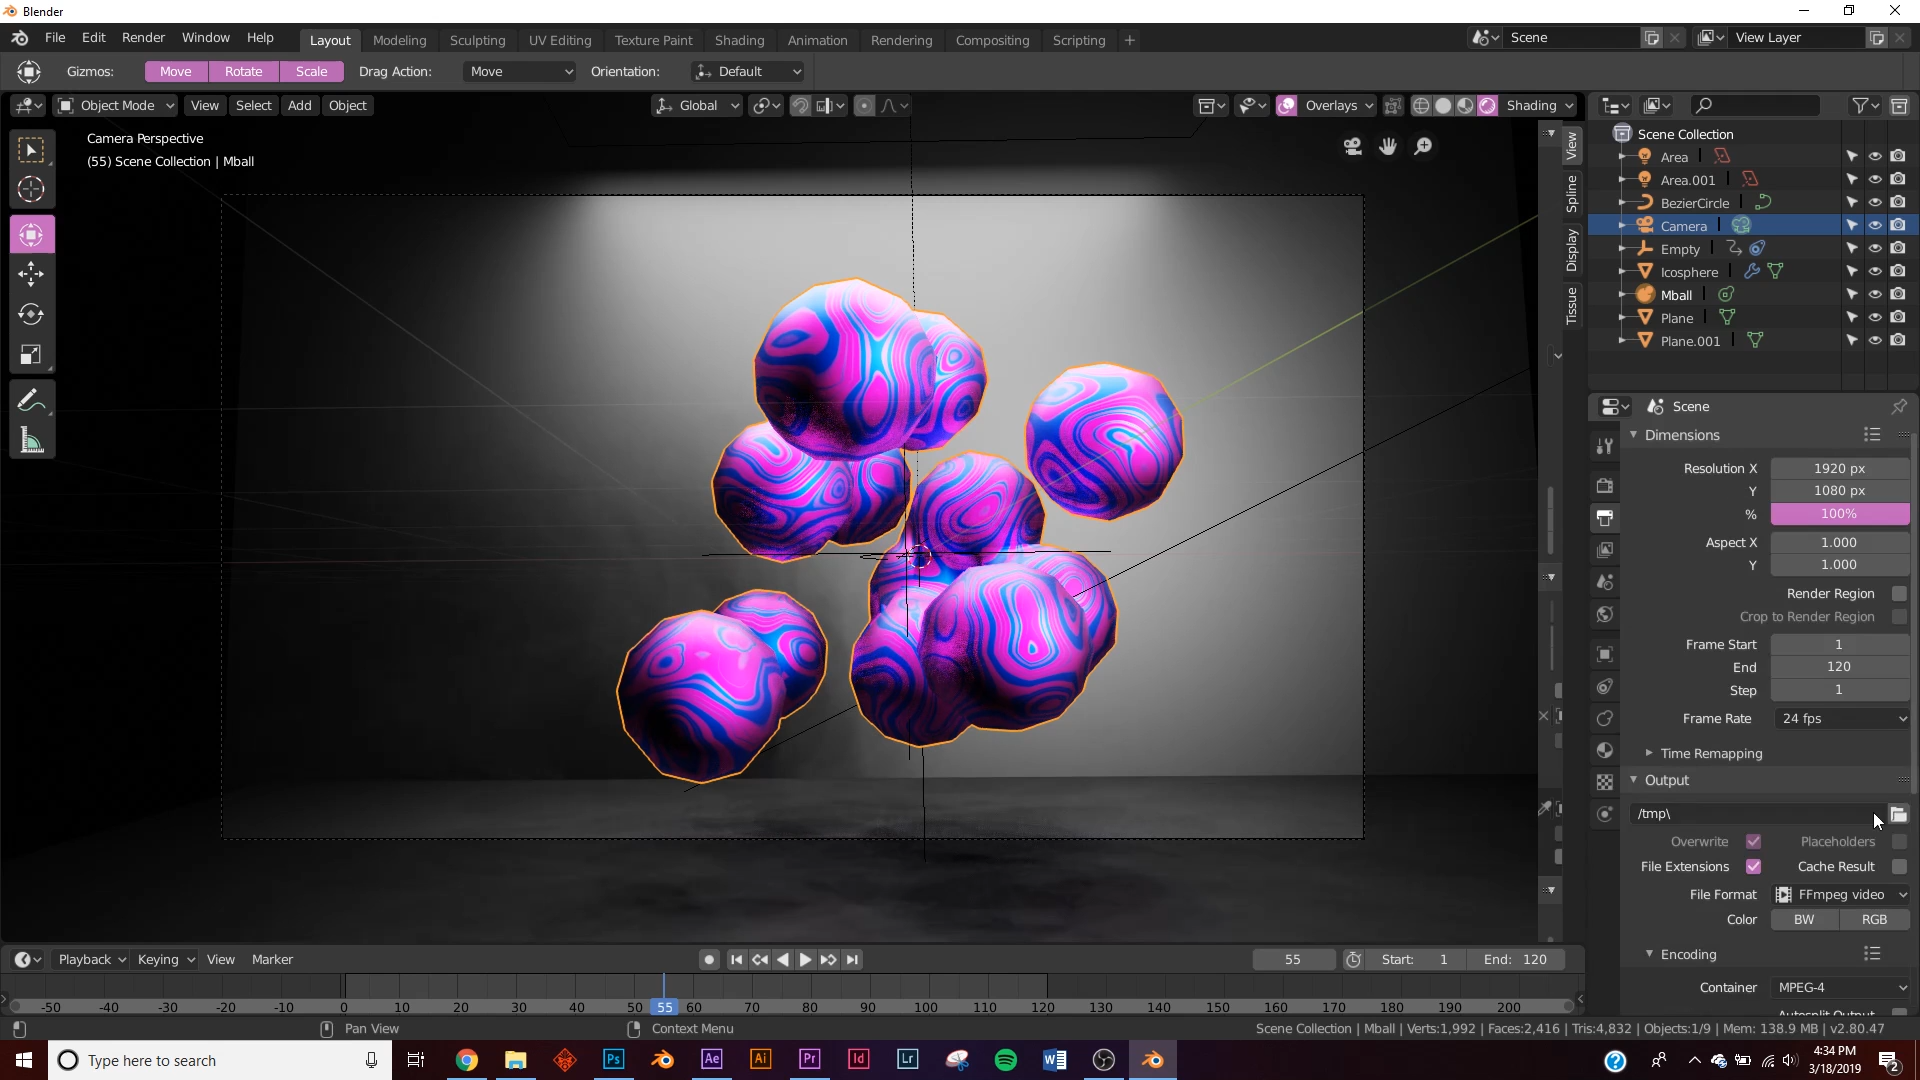 Blender
File Edit Render Window Help Layout Modeling Sculpting UV Editing Texture Paint Shading Animation Rendering Compositing Scripting + Scene View Layer
Gizmos: Move Rotate Scale Drag Action: Move Orientation: Default
Object Mode View Select Add Object Global Overlays Shading
Camera Perspective
(55) Scene Collection | Mball
View
Spline
Display
Tissue
Scene Collection
Area
Area.001
BezierCircle
Camera
Empty
Icosphere
Mball
Plane
Plane.001
Scene
Dimensions
Resolution X 1920 px
Y 1080 px
% 100%
Aspect X 1.000
Y 1.000
Render Region
Crop to Render Region
Frame Start 1
End 120
Step 1
Frame Rate 24 fps
Time Remapping
Output
/tmp\
Overwrite Placeholders
File Extensions Cache Result
File Format FFmpeg video
Color BW RGB
Encoding
Container MPEG-4
Autosplit Output
Playback Keying View Marker 55 Start: 1 End: 120
-50 -40 -30 -20 -10 0 10 20 30 40 50 55 60 70 80 90 100 110 120 130 140 150 160 170 180 190 200
Pan View Context Menu Scene Collection | Mball | Verts:1,992 | Faces:2,416 | Tris:4,832 | Objects:1/9 | Mem: 138.9 MB | v2.80.47
Type here to search Ps Ae Ai Pr Id Lr W ? 4:34 PM
3/18/2019 2